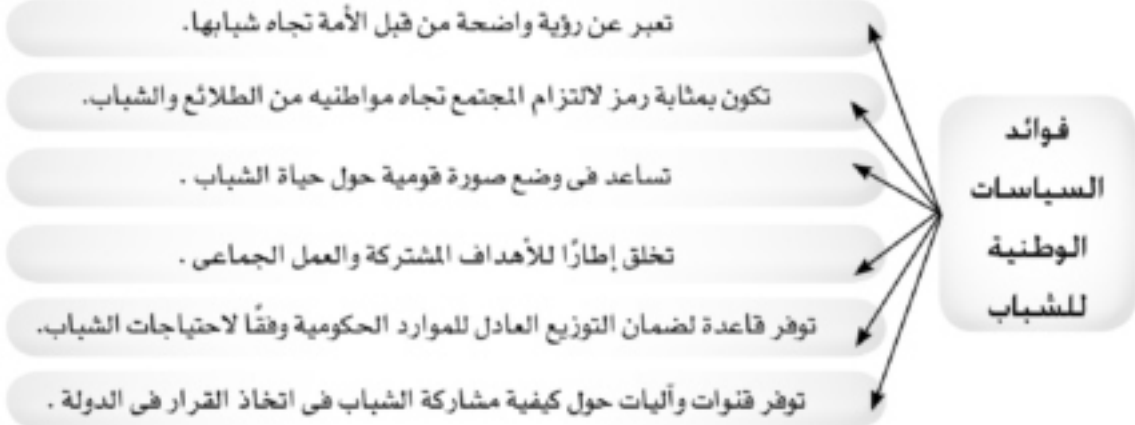 فوائد
السياسات
الوطنية
للشباب
تعبر عن رؤية واضحة من قبل الأمة تجاه شبابها.
تكون بمثابة رمز لالتزام المجتمع تجاه مواطنيه من الطلائع والشباب.
تساعد فى وضع صورة قومية حول حياة الشباب .
تخلق إطارًا للأهداف المشتركة والعمل الجماعى .
توفر قاعدة لضمان التوزيع العادل للموارد الحكومية وفقًا لاحتياجات الشباب.
توفر قنوات وآليات حول كيفية مشاركة الشباب فى اتخاذ القرار فى الدولة .